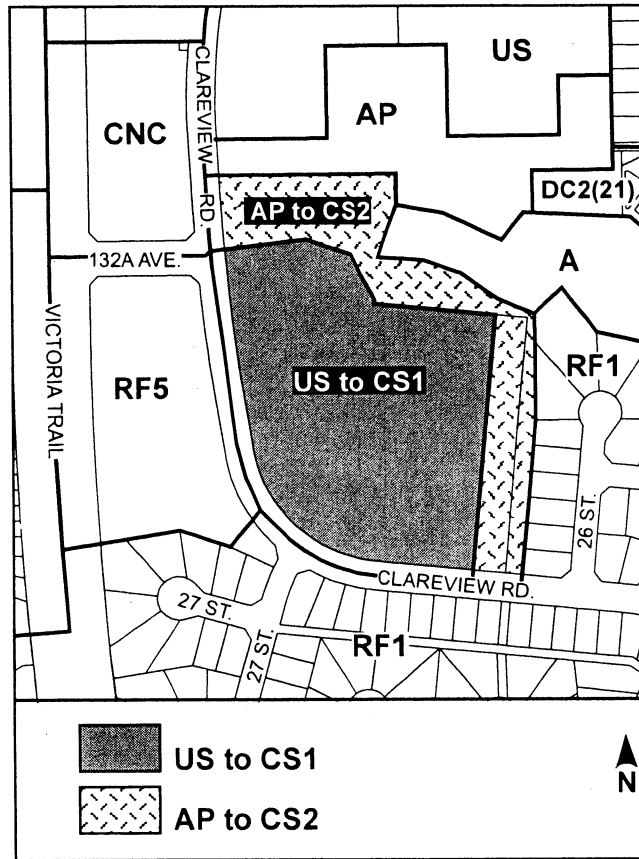 US
CLAREVIEW RD
AP
CNC
DC2(21)
AP to CS2
132A AVE.
A
VICTORIA TRAIL
RF5
US to CS1
RF1
26 ST.
CLAREVIEW RD.
27 ST.
27 ST.
RF1
US to CS1
AP to CS2
N